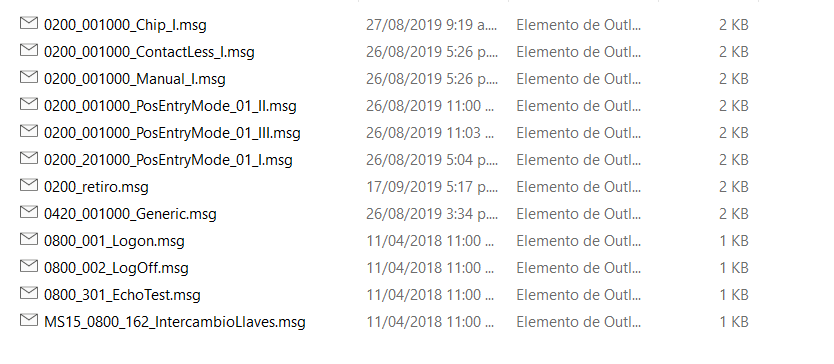 0200_001000_Chip_I.msg 27/08/2019 9:19 a.... Elemento de Outl... 2 KB
0200_001000_ContactLess_I.msg 26/08/2019 5:26 p.... Elemento de Outl... 2 KB
0200_001000_Manual_I.msg 26/08/2019 5:26 p.... Elemento de Outl... 2 KB
0200_001000_PosEntryMode_01_II.msg 26/08/2019 11:00 ... Elemento de Outl... 2 KB
0200_001000_PosEntryMode_01_III.msg 26/08/2019 11:03 ... Elemento de Outl... 2 KB
0200_201000_PosEntryMode_01_I.msg 26/08/2019 5:04 p.... Elemento de Outl... 2 KB
0200_retiro.msg 17/09/2019 5:17 p.... Elemento de Outl... 2 KB
0420_001000_Generic.msg 26/08/2019 3:34 p.... Elemento de Outl... 2 KB
0800_001_Logon.msg 11/04/2018 11:00 ... Elemento de Outl... 1 KB
0800_002_LogOff.msg 11/04/2018 11:00 ... Elemento de Outl... 1 KB
0800_301_EchoTest.msg 11/04/2018 11:00 ... Elemento de Outl... 1 KB
MS15_0800_162_IntercambioLlaves.msg 11/04/2018 11:00 ... Elemento de Outl... 1 KB